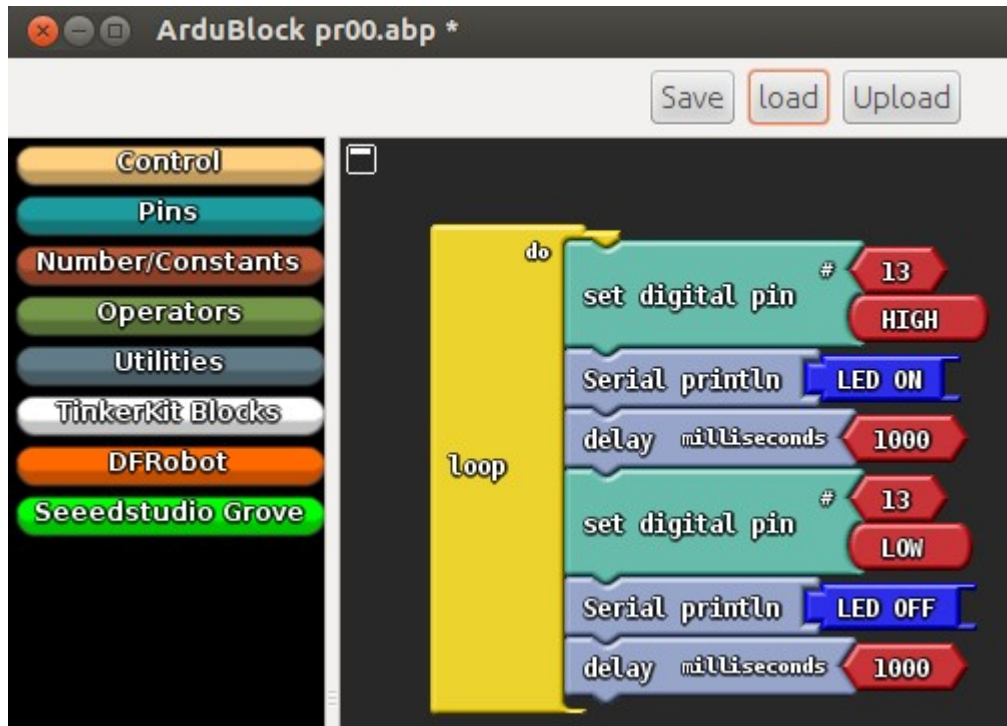 ArduBlock pr00.abp *
Save load Upload
Control
Pins
Number/Constants
Operators
Utilities
TinkerKit Blocks
DFRobot
Seeedstudio Grove
loop
do
set digital pin # 13
HIGH
Serial println LED ON
delay milliseconds 1000
set digital pin # 13
LOW
Serial println LED OFF
delay milliseconds 1000